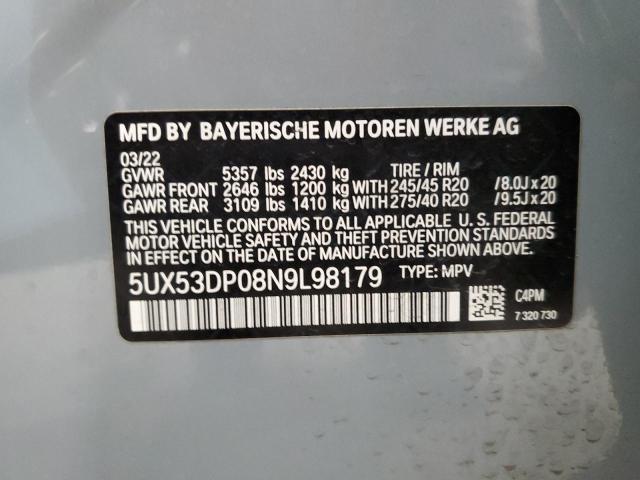 MFD BY BAYERISCHE MOTOREN WERKE AG
03/22
GVWR 5357 lbs 2430 kg TIRE / RIM
GAWR FRONT 2646 lbs 1200 kg WITH 245/45 R20 /8.0J x 20
GAWR REAR 3109 lbs 1410 kg WITH 275/40 R20 /9.5J x 20
THIS VEHICLE CONFORMS TO ALL APPLICABLE U. S. FEDERAL
MOTOR VEHICLE SAFETY AND THEFT PREVENTION STANDARDS
IN EFFECT ON THE DATE OF MANUFACTURE SHOWN ABOVE.
5UX53DP08N9L98179 TYPE: MPV
C4PM
7 320 730